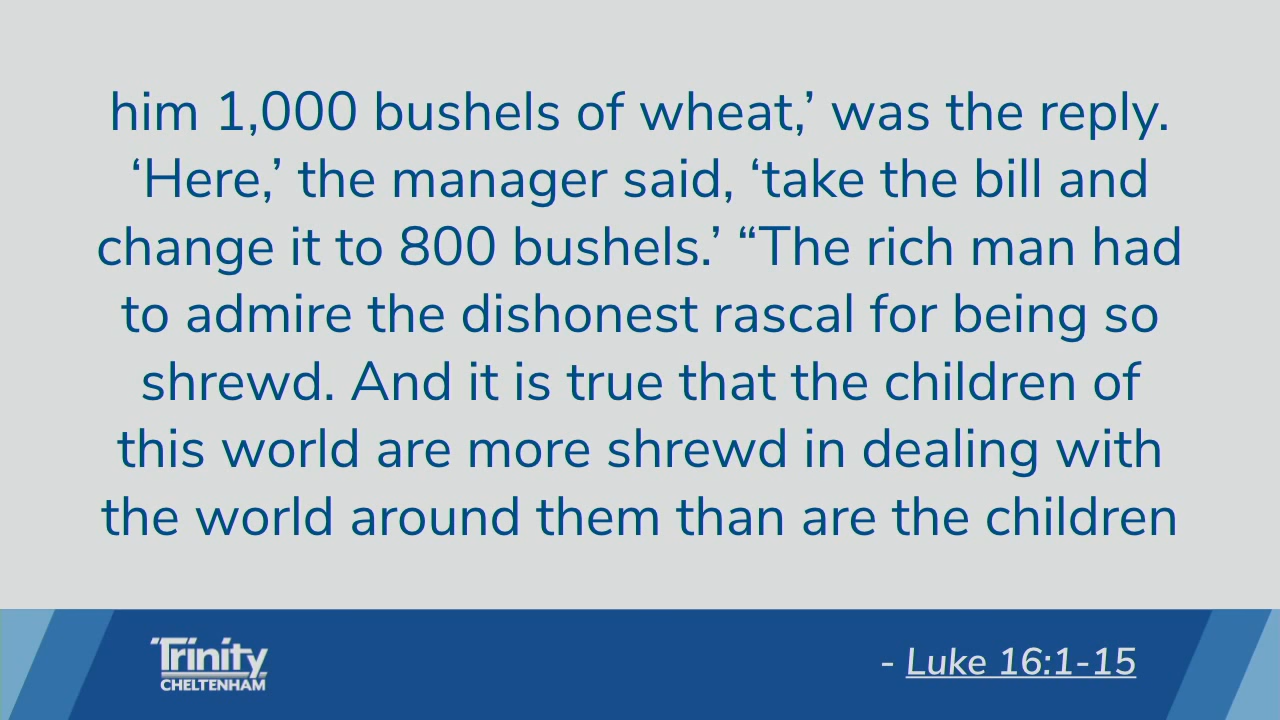 him 1,000 bushels of wheat,’ was the reply.
‘Here,’ the manager said, ‘take the bill and
change it to 800 bushels.’ “The rich man had
to admire the dishonest rascal for being so
shrewd. And it is true that the children of
this world are more shrewd in dealing with
the world around them than are the children
Trinity
CHELTENHAM
- Luke 16:1-15